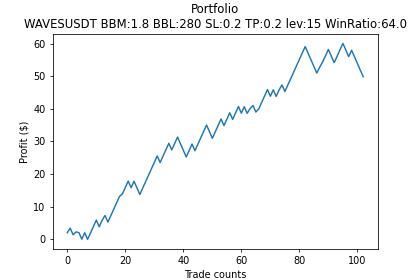 Portfolio
WAVESUSDT BBM:1.8 BBL:280 SL:0.2 TP:0.2 lev:15 WinRatio:64.0
Profit ($)
60
50
40
30
20
10
0
0 20 40 60 80 100
Trade counts